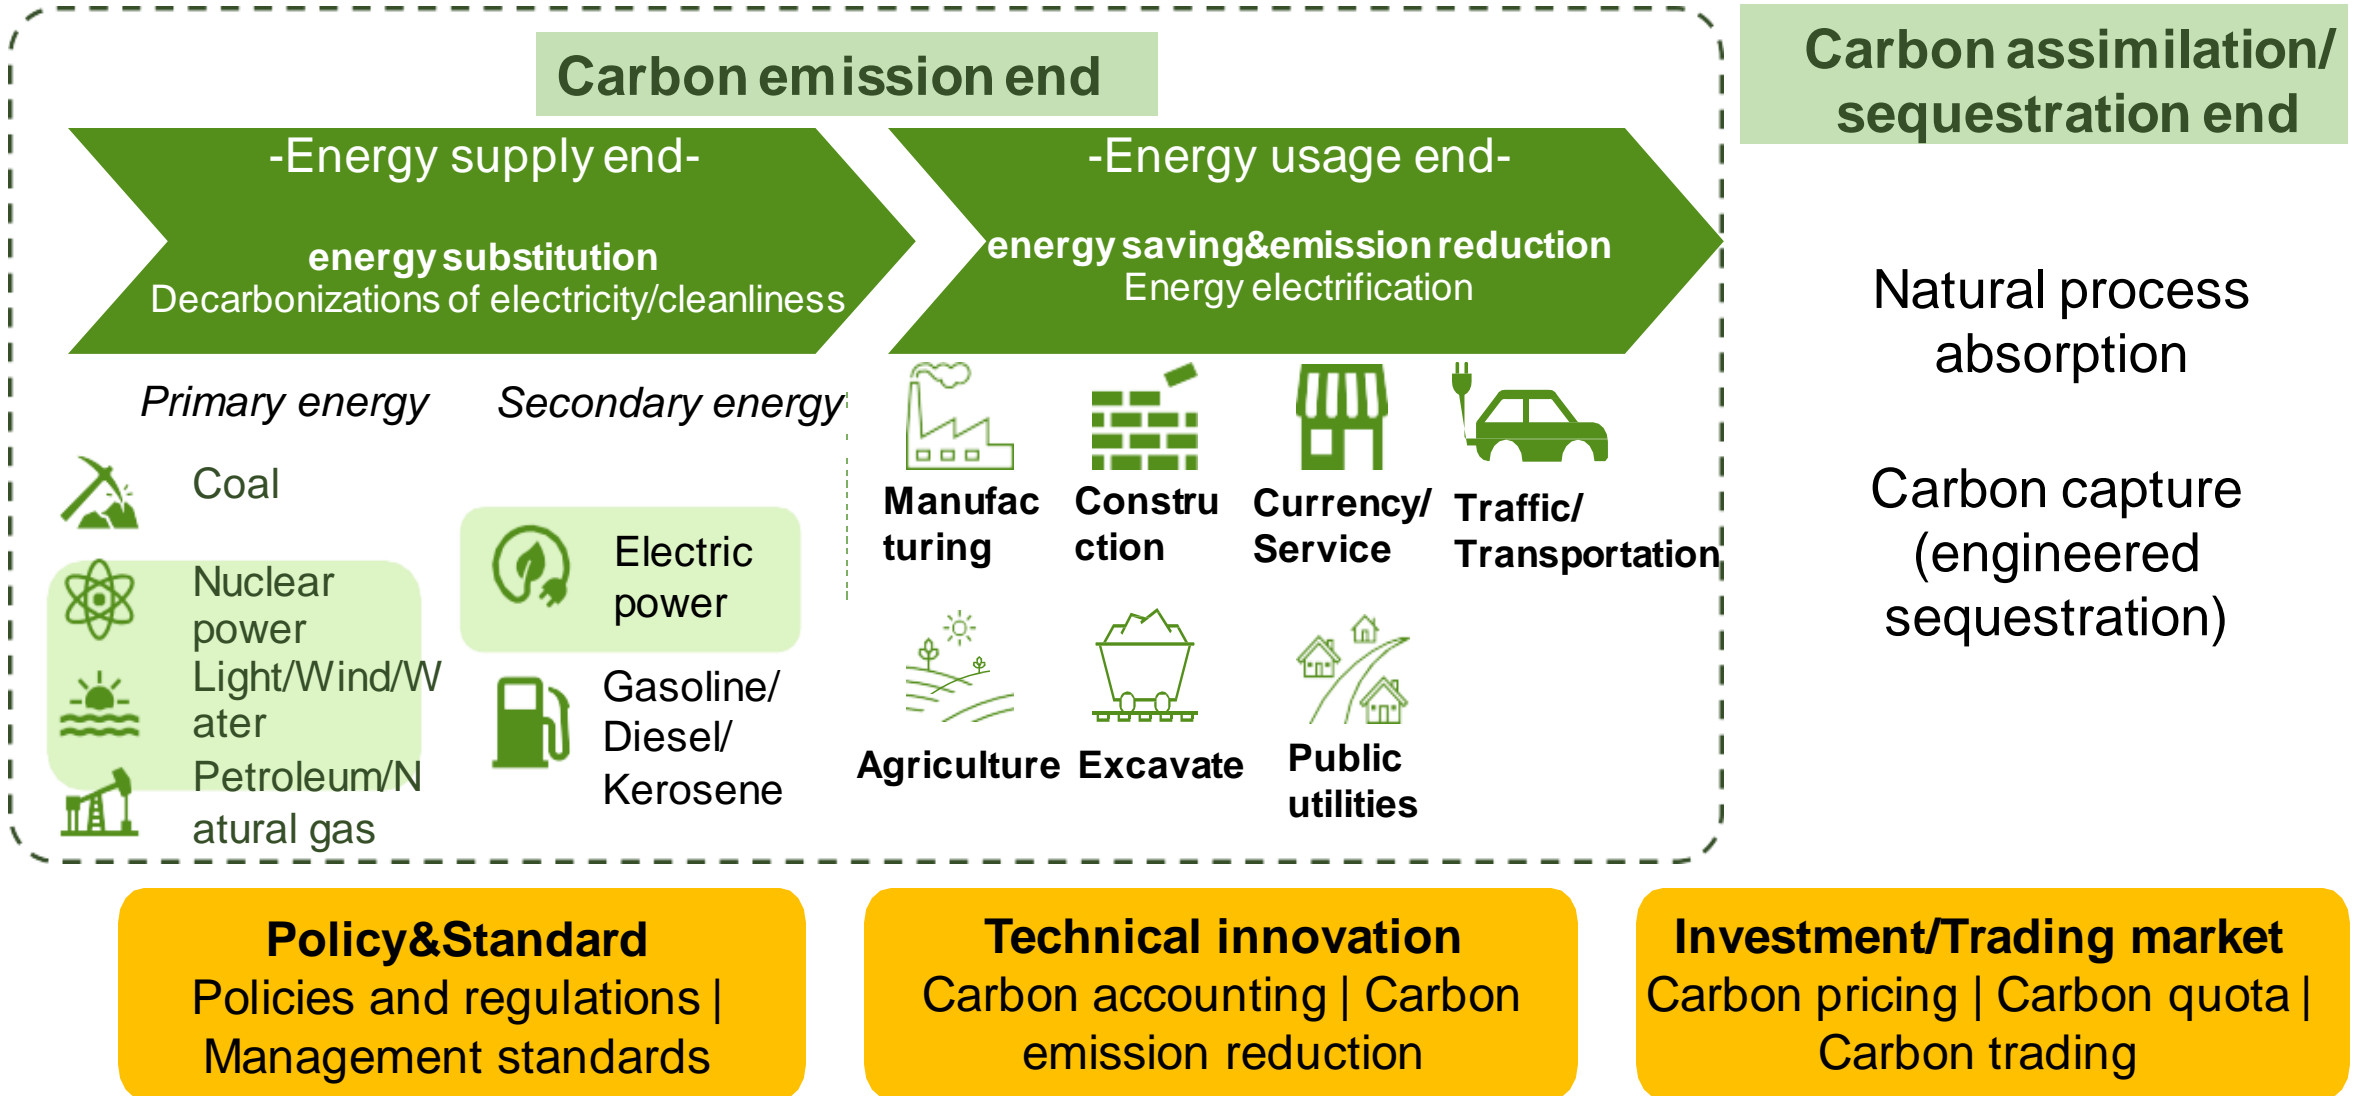 Carbon emission end
Carbon assimilation/
sequestration end
-Energy supply end-
energy substitution
Decarbonizations of electricity/cleanliness
-Energy usage end-
energy saving&emission reduction
Energy electrification
Primary energy
Coal
Nuclear
power
Light/Wind/W
ater
Petroleum/N
atural gas
Secondary energy
Electric
power
Gasoline/
Diesel/
Kerosene
Manufac
turing
Constru
ction
Currency/
Service
Traffic/
Transportation
Agriculture
Excavate
Public
utilities
Natural process
absorption
Carbon capture
(engineered
sequestration)
Policy&Standard
Policies and regulations |
Management standards
Technical innovation
Carbon accounting | Carbon
emission reduction
Investment/Trading market
Carbon pricing | Carbon quota |
Carbon trading